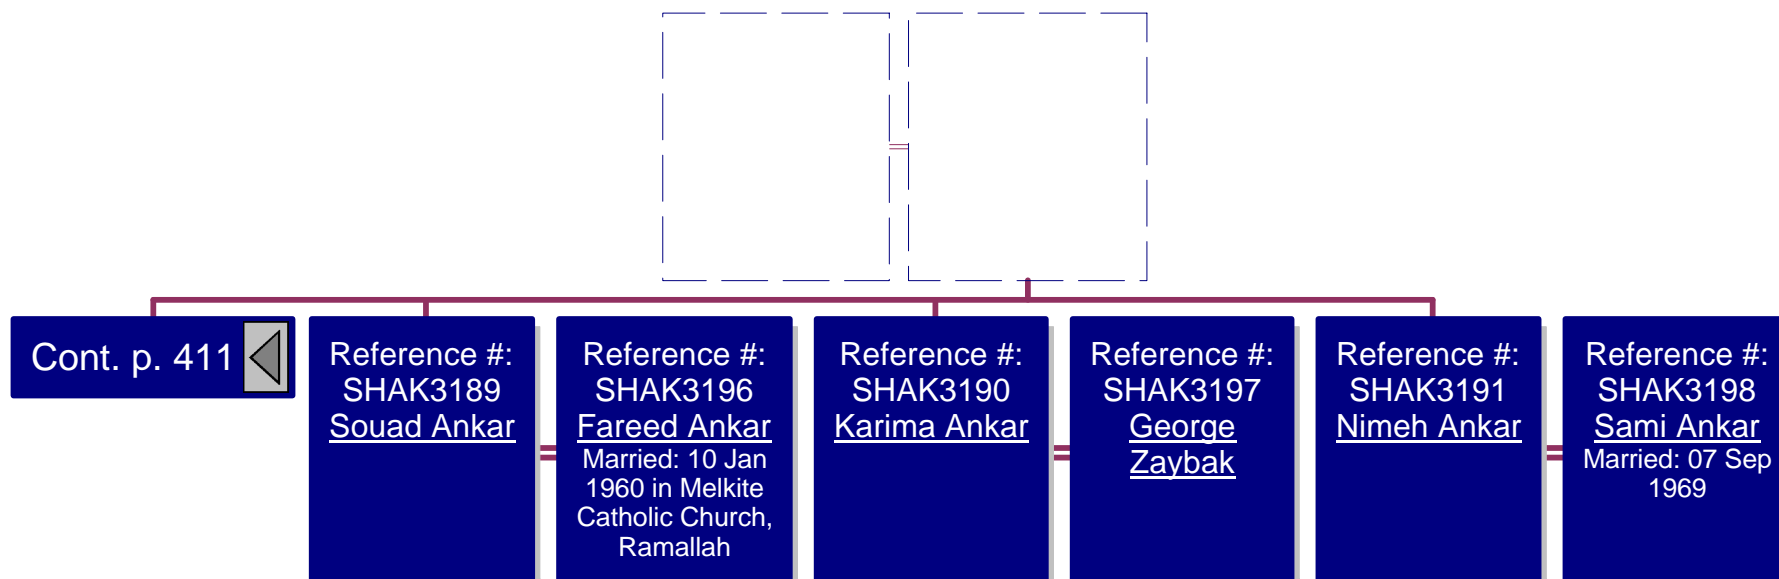 Cont. p. 411
Reference #:
SHAK3189
Souad Ankar
Reference #:
SHAK3196
Fareed Ankar
Married: 10 Jan
1960 in Melkite
Catholic Church,
Ramallah
Reference #:
SHAK3190
Karima Ankar
Reference #:
SHAK3197
George
Zaybak
Reference #:
SHAK3191
Nimeh Ankar
Reference #:
SHAK3198
Sami Ankar
Married: 07 Sep
1969